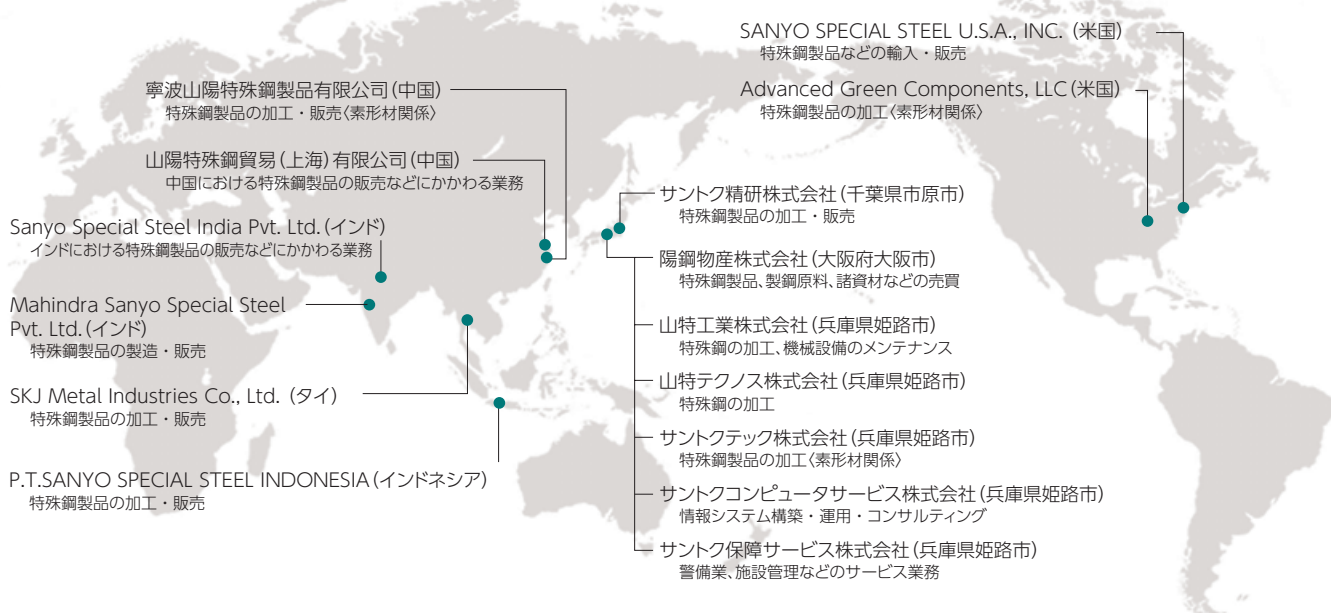 SANYO SPECIAL STEEL U.S.A., INC. (米国)
特殊鋼製品などの輸入・販売
Advanced Green Components, LLC(米国)
特殊鋼製品の加工〈素形材関係〉
寧波山陽特殊鋼製品有限公司(中国)
特殊鋼製品の加工・販売〈素形材関係〉
山陽特殊鋼貿易(上海)有限公司(中国)
中国における特殊鋼製品の販売などにかかわる業務
Sanyo Special Steel India Pvt. Ltd.(インド)
インドにおける特殊鋼製品の販売などにかかわる業務
Mahindra Sanyo Special Steel
Pvt. Ltd.(インド)
特殊鋼製品の製造・販売
SKJ Metal Industries Co., Ltd. (タイ)
特殊鋼製品の加工・販売
P.T.SANYO SPECIAL STEEL INDONESIA(インドネシア)
特殊鋼製品の加工・販売
サントク精研株式会社(千葉県市原市)
特殊鋼製品の加工・販売
陽鋼物産株式会社(大阪府大阪市)
特殊鋼製品、製鋼原料、諸資材などの売買
山特工業株式会社(兵庫県姫路市)
特殊鋼の加工、機械設備のメンテナンス
山特テクノス株式会社(兵庫県姫路市)
特殊鋼の加工
サントクテック株式会社(兵庫県姫路市)
特殊鋼製品の加工〈素形材関係〉
サントクコンピュータサービス株式会社(兵庫県姫路市)
情報システム構築・運用・コンサルティング
サントク保障サービス株式会社(兵庫県姫路市)
警備業、施設管理などのサービス業務